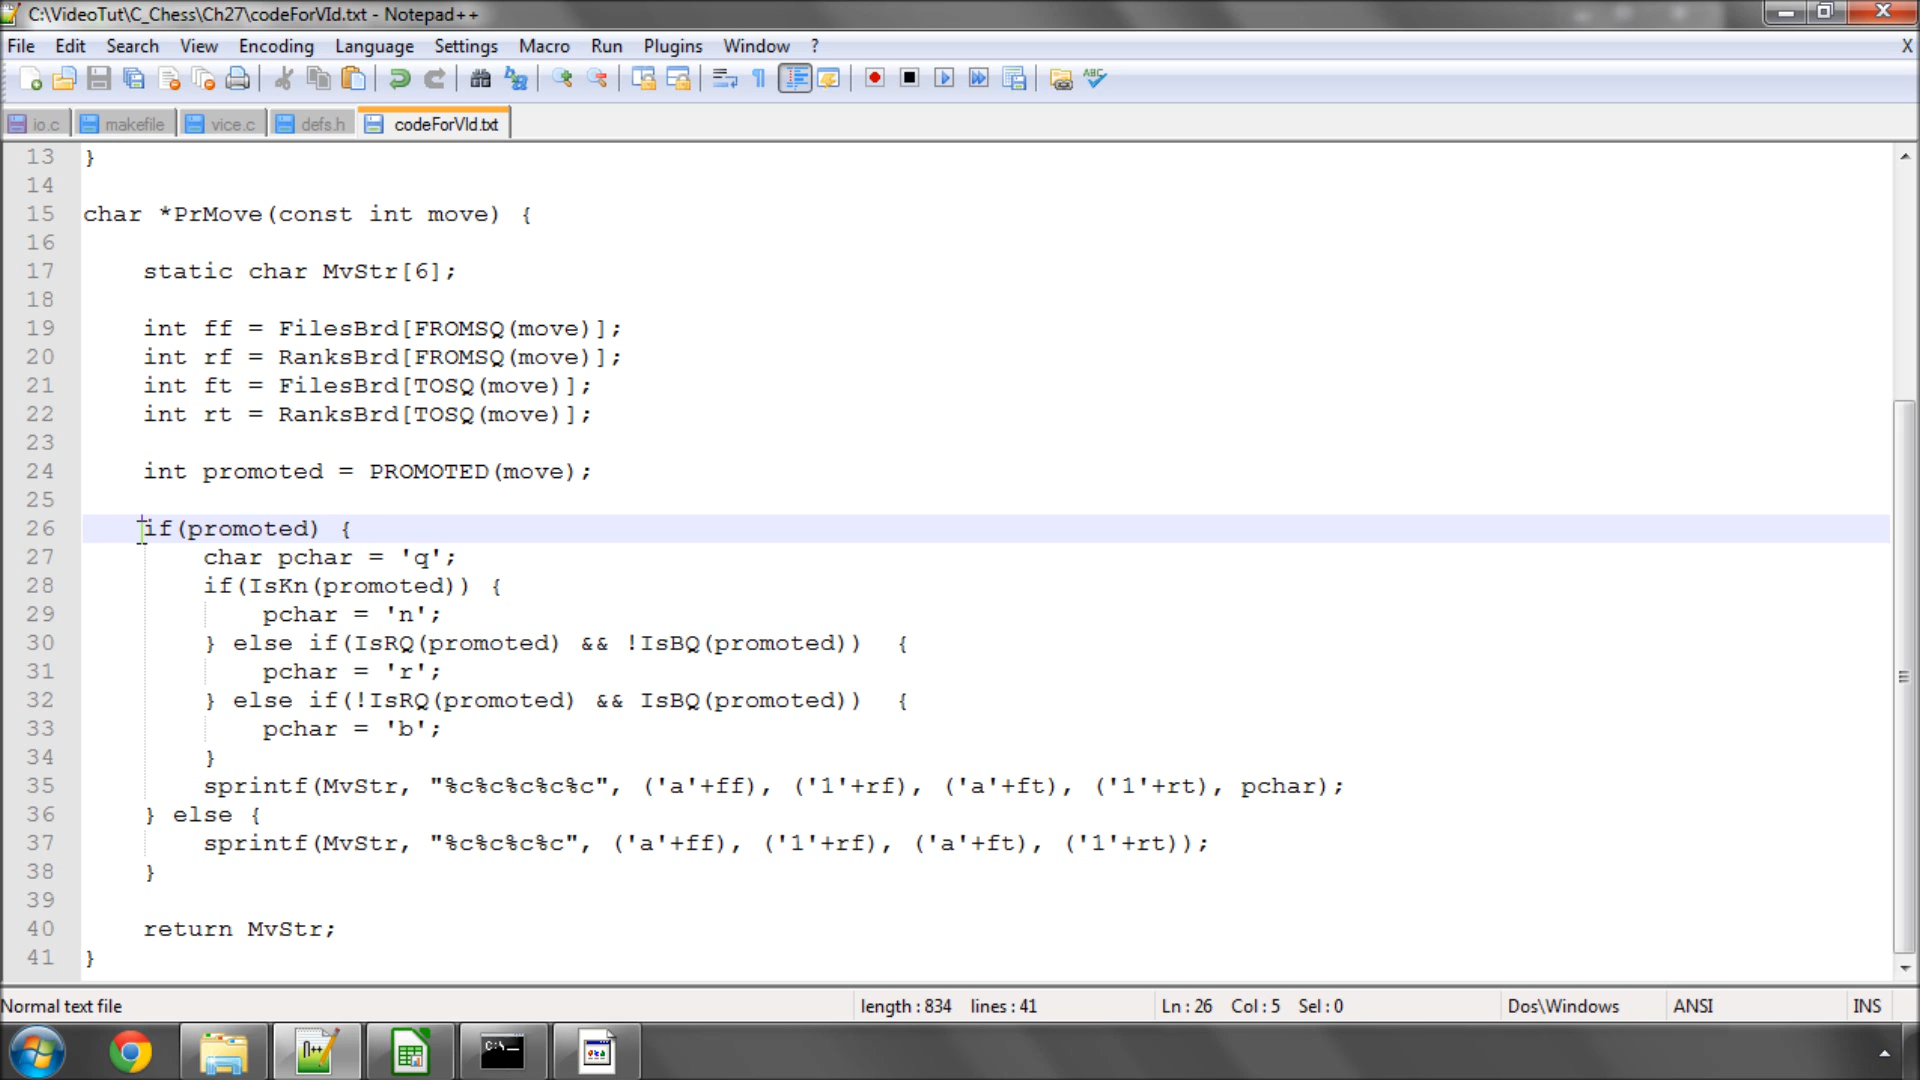 C:\VideoTut\C_Chess\Ch27\codeForVId.txt - Notepad++
File Edit Search View Encoding Language Settings Macro Run Plugins Window ? X
io.c makefile vice.c defs.h codeForVId.txt
13 }
14
15 char *PrMove(const int move) {
16
17 static char MvStr[6];
18
19 int ff = FilesBrd[FROMSQ(move)];
20 int rf = RanksBrd[FROMSQ(move)];
21 int ft = FilesBrd[TOSQ(move)];
22 int rt = RanksBrd[TOSQ(move)];
23
24 int promoted = PROMOTED(move);
25
26 if(promoted) {
27 char pchar = 'q';
28 if(IsKn(promoted)) {
29 pchar = 'n';
30 } else if(IsRQ(promoted) && !IsBQ(promoted))  {
31 pchar = 'r';
32 } else if(!IsRQ(promoted) && IsBQ(promoted))  {
33 pchar = 'b';
34 }
35 sprintf(MvStr, "%c%c%c%c%c", ('a'+ff), ('1'+rf), ('a'+ft), ('1'+rt), pchar);
36 } else {
37 sprintf(MvStr, "%c%c%c%c", ('a'+ff), ('1'+rf), ('a'+ft), ('1'+rt));
38 }
39
40 return MvStr;
41 }
Normal text file length : 834 lines : 41 Ln : 26 Col : 5 Sel : 0 Dos\Windows ANSI INS